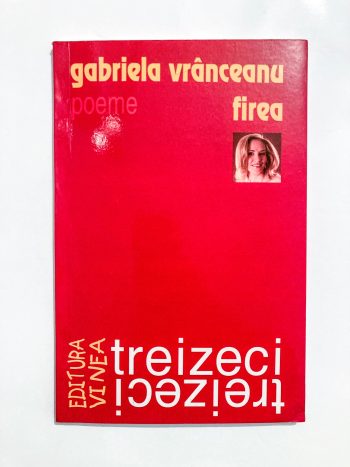 gabriela vrânceanu
poeme firea
EDITURA
VINEA
treizeci
treizeci